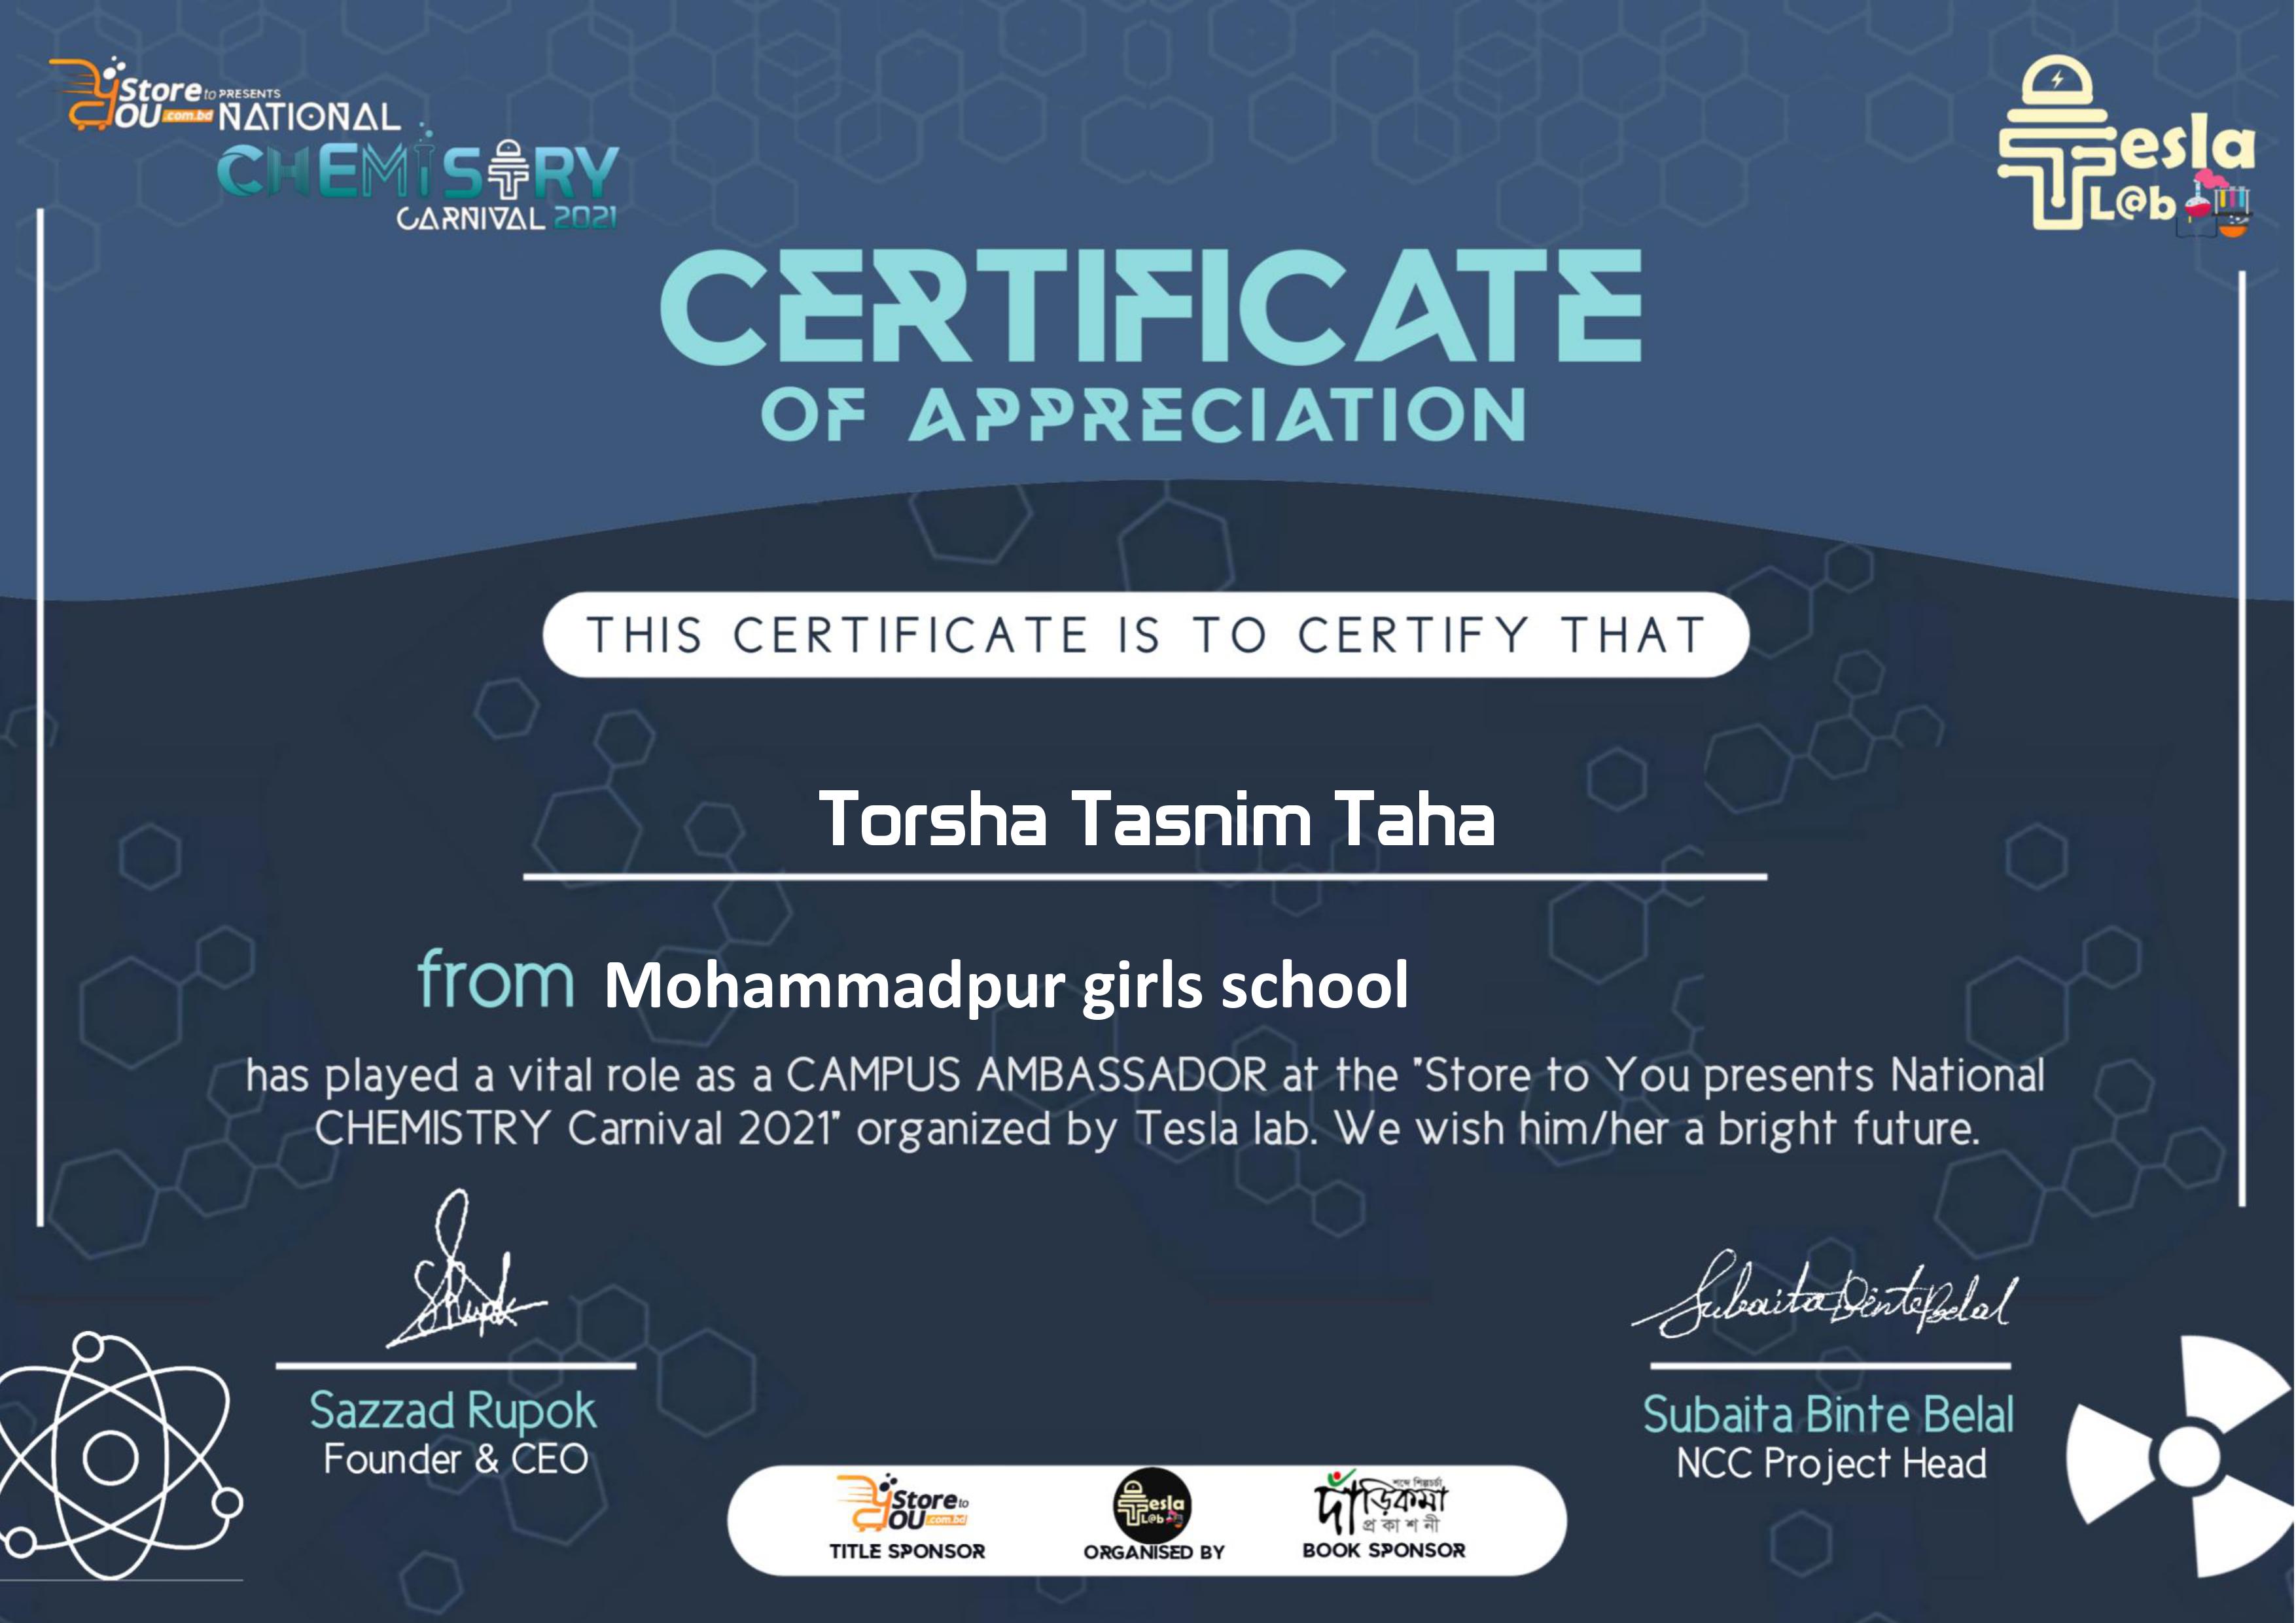 Store to PRESENTS
YOU .com.bd NATIONAL
CHEMISTRY
CARNIVAL 2021
Tesla
L@b
CERTIFICATE
OF APPRECIATION
THIS CERTIFICATE IS TO CERTIFY THAT
Torsha Tasnim Taha
from Mohammadpur girls school
has played a vital role as a CAMPUS AMBASSADOR at the "Store to You presents National
CHEMISTRY Carnival 2021" organized by Tesla lab. We wish him/her a bright future.
Subaita Binte Belal
Sazzad Rupok
Founder & CEO
Subaita Binte Belal
NCC Project Head
Store to
YOU .com.bd
TITLE SPONSOR
Tesla
L@b
ORGANISED BY
শব্দে শিল্পচর্চা
দাঁড়িকমা
প্রকাশনী
BOOK SPONSOR